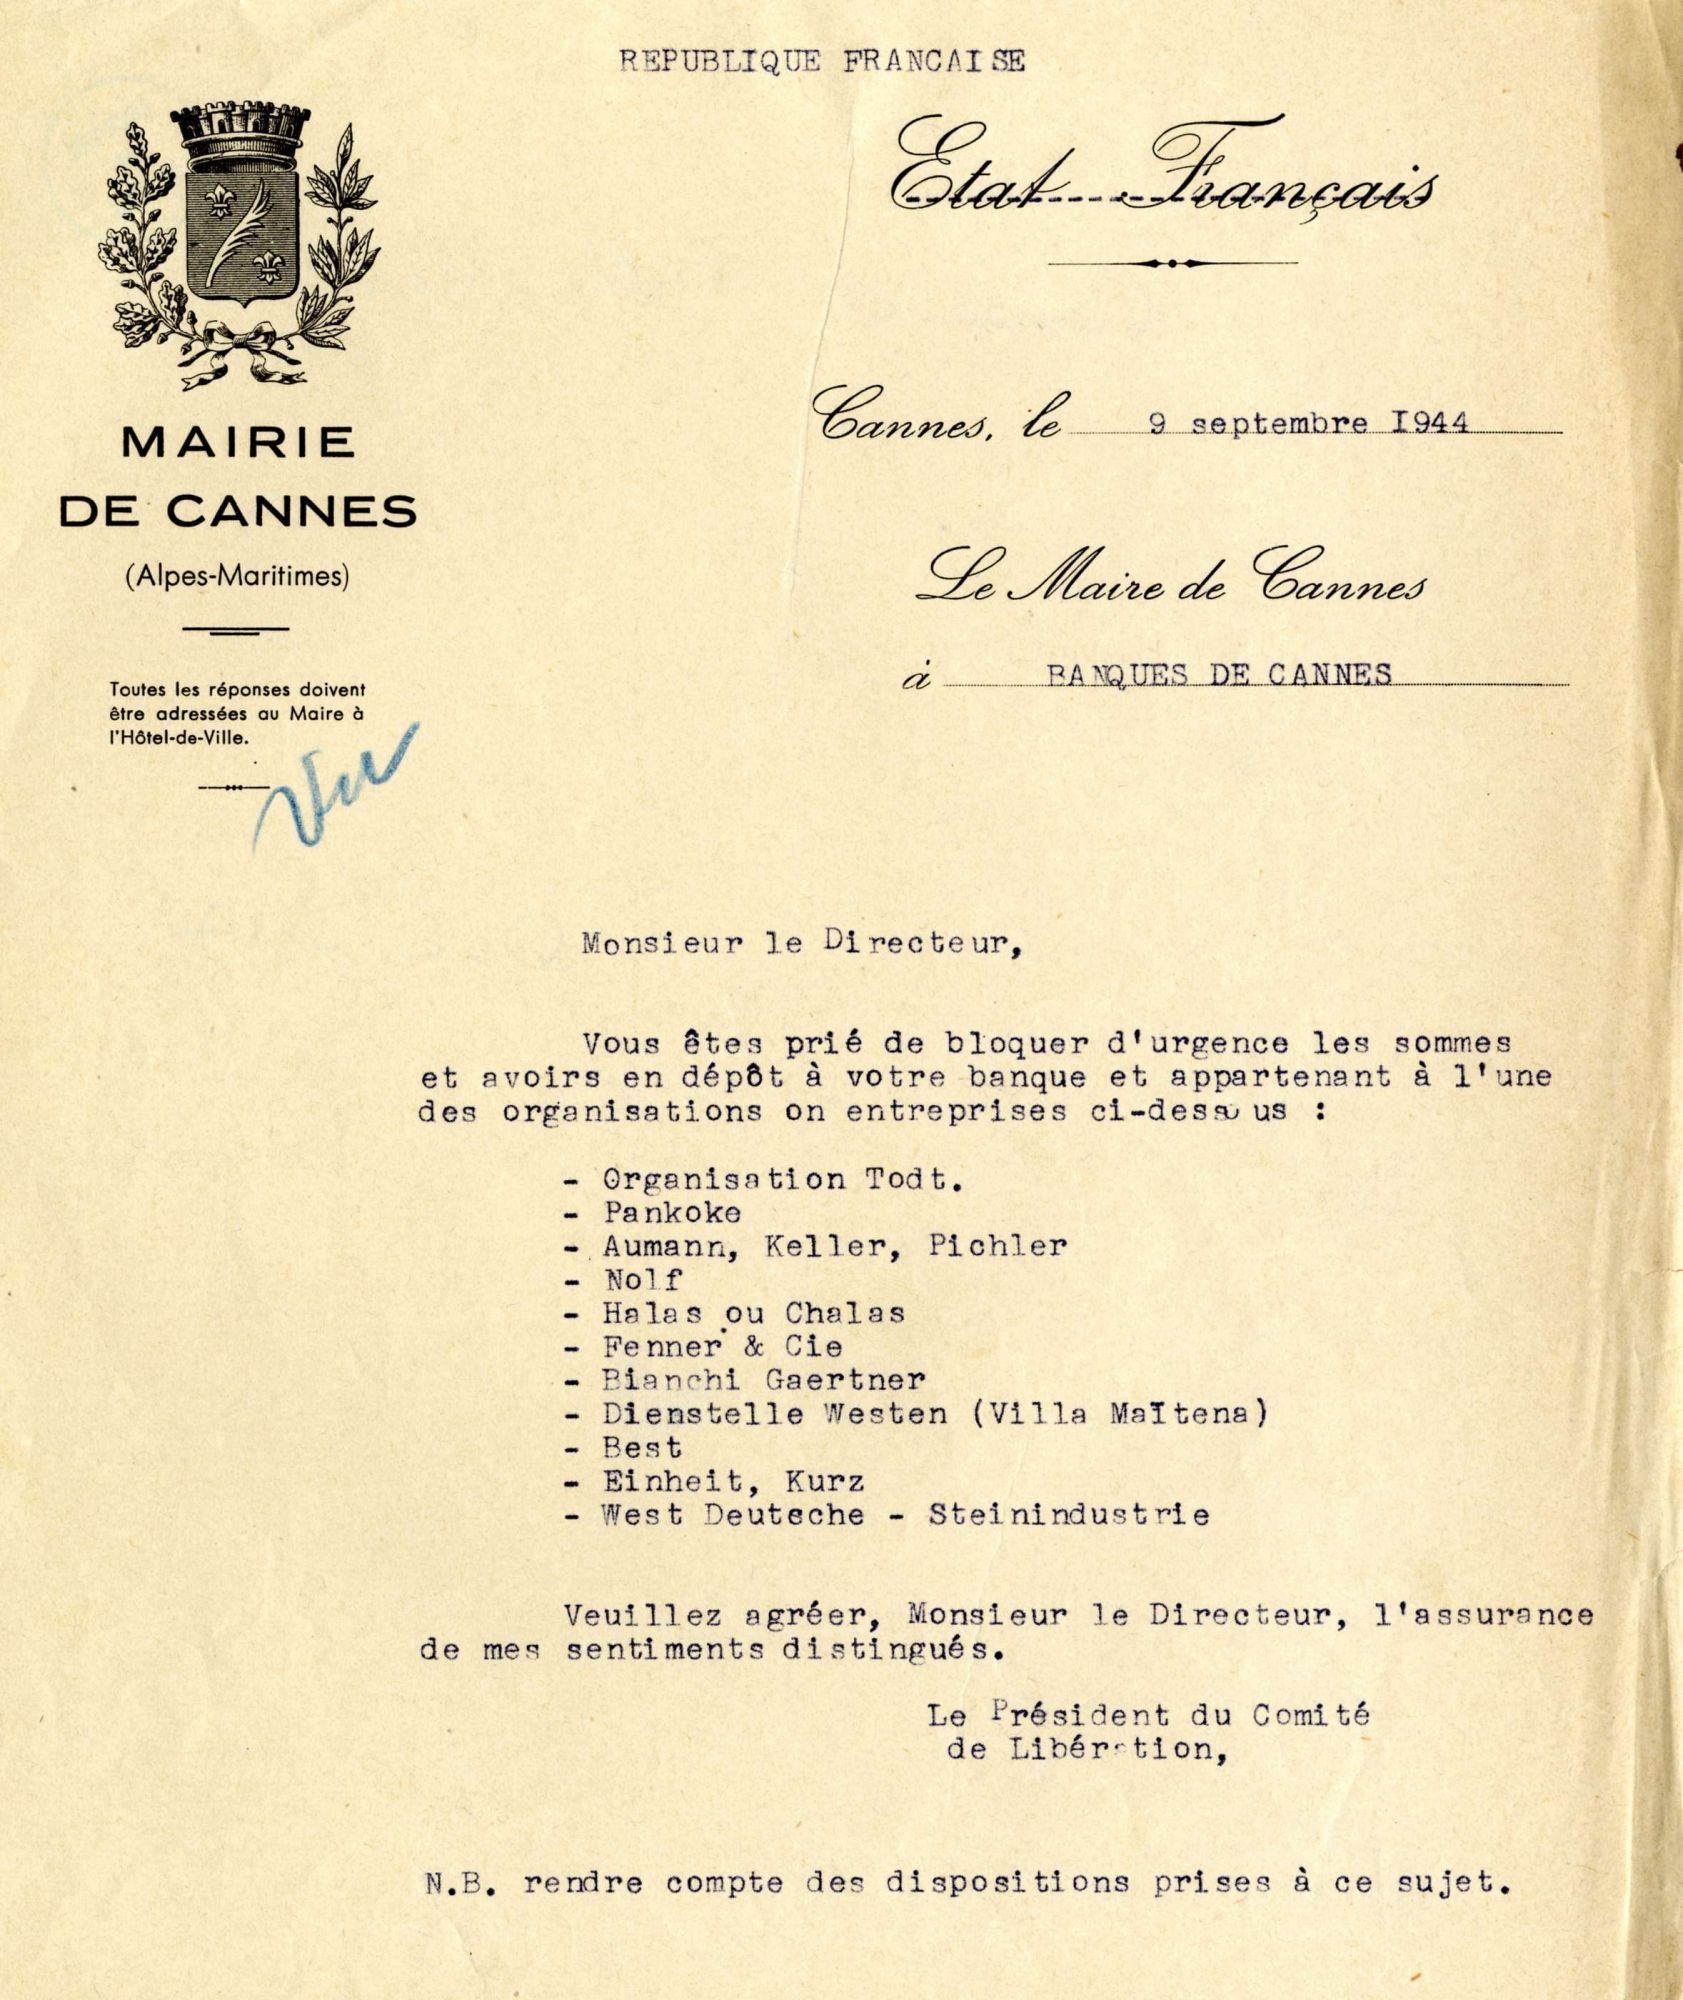 REPUBLIQUE FRANCAISE
Etat Français
MAIRIE
DE CANNES
(Alpes-Maritimes)
Toutes les réponses doivent
être adressées au Maire à
l'Hôtel-de-Ville.
Vu
Cannes, le 9 septembre I944
Le Maire de Cannes
à BANQUES DE CANNES
Monsieur le Directeur,
Vous êtes prié de bloquer d'urgence les sommes
et avoirs en dépôt à votre banque et appartenant à l'une
des organisations on entreprises ci-dessous :
- Organisation Todt.
- Pankoke
- Aumann, Keller, Pichler
- Nolf
- Halas ou Chalas
- Fenner & Cie
- Bianchi Gaertner
- Dienstelle Westen (Villa MaItena)
- Best
- Einheit, Kurz
- West Deutsche - Steinindustrie
Veuillez agréer, Monsieur le Directeur, l'assurance
de mes sentiments distingués.
Le Président du Comité
de Libération,
N.B. rendre compte des dispositions prises à ce sujet.